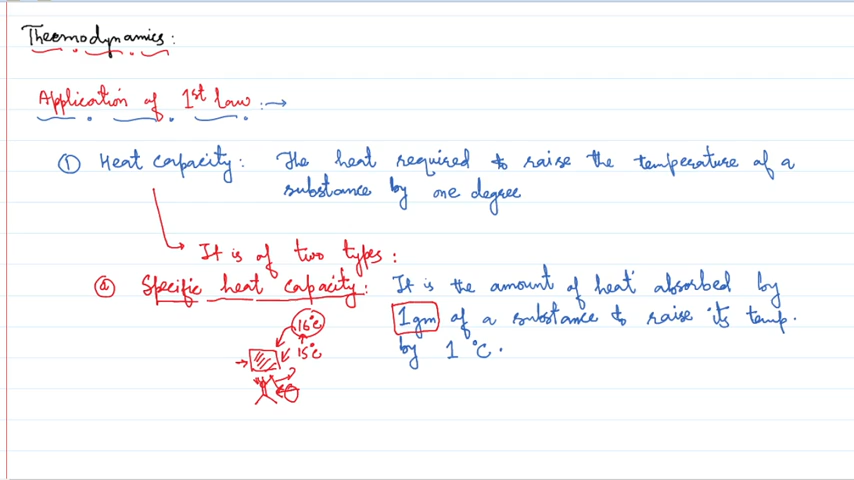 Thermodynamics:
Application of 1st law :→
① Heat capacity: The heat required to raise the temperature of a
substance by one degree
It is of two types:
ⓐ Specific heat capacity: It is the amount of heat absorbed by
1gm of a substance to raise its temp.
by 1 °C.
16°C
15°C